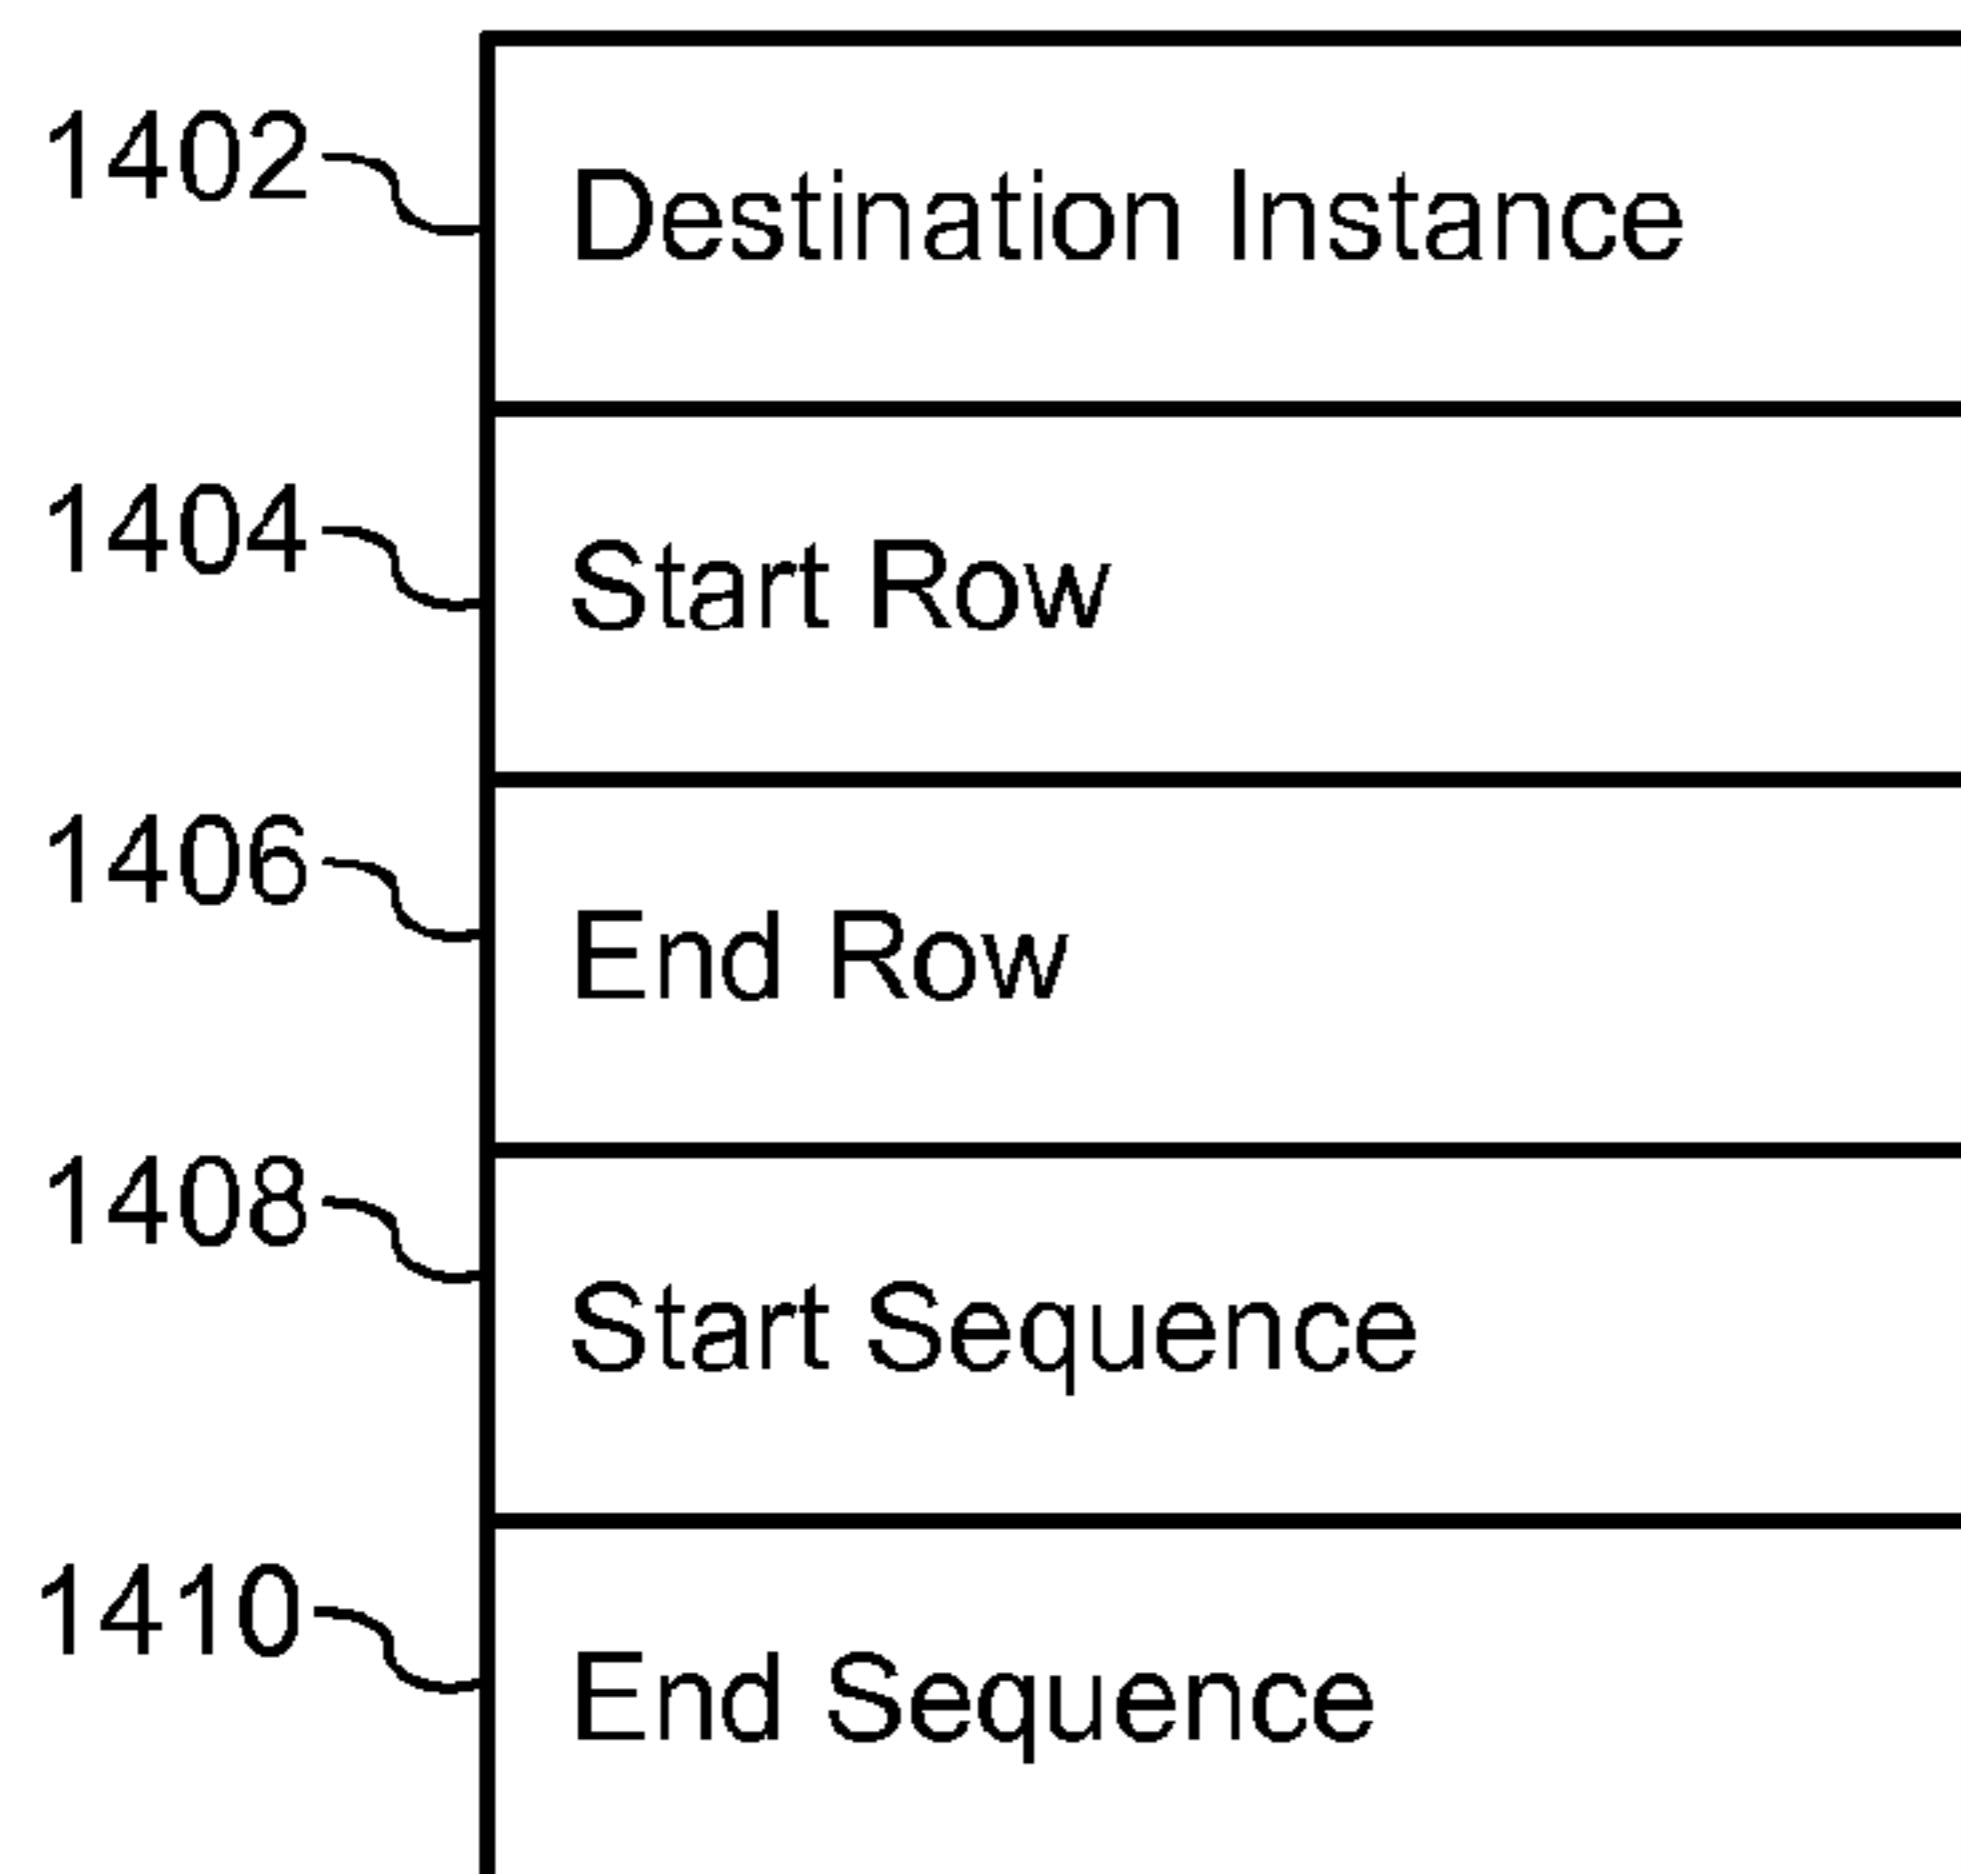 1402 Destination Instance
1404 Start Row
1406 End Row
1408 Start Sequence
1410 End Sequence